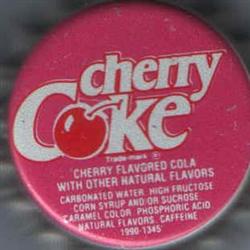 cherry
Coke
Trade-mark ®
CHERRY FLAVORED COLA
WITH OTHER NATURAL FLAVORS
CARBONATED WATER, HIGH FRUCTOSE
CORN SYRUP AND/OR SUCROSE
CARAMEL COLOR, PHOSPHORIC ACID
NATURAL FLAVORS, CAFFEINE
1990-1345